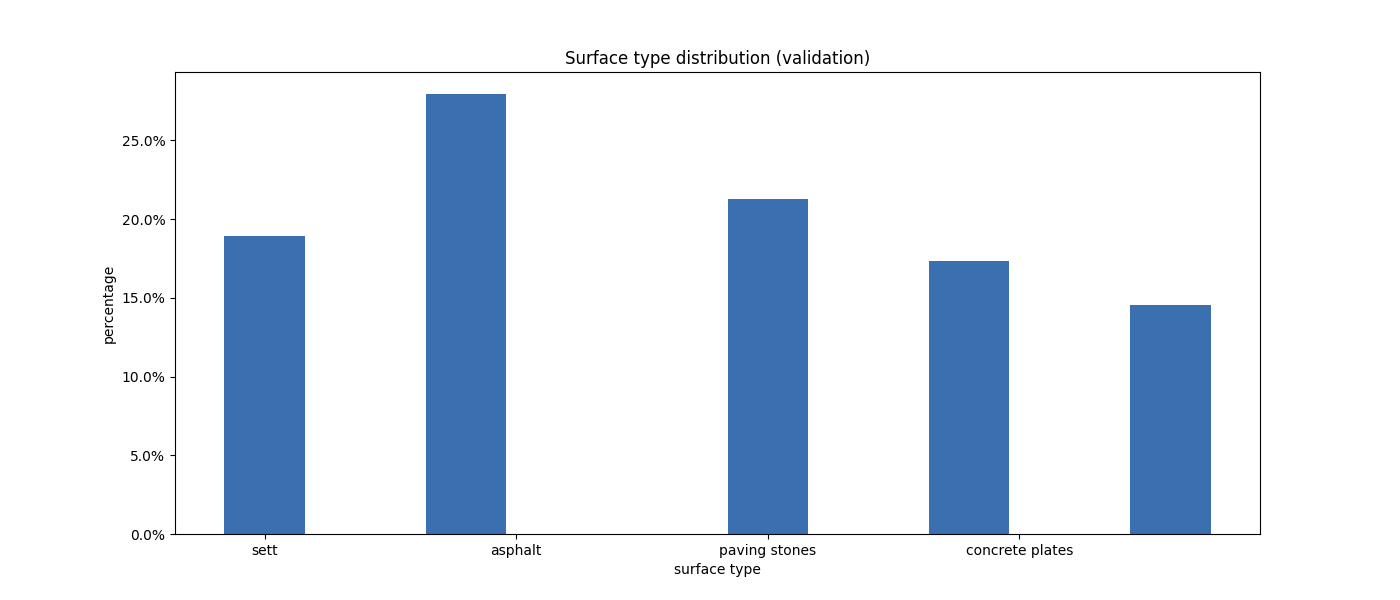 Surface type distribution (validation)
25.0%
20.0%
15.0%
10.0%
5.0%
0.0%
percentage
sett asphalt paving stones concrete plates
surface type